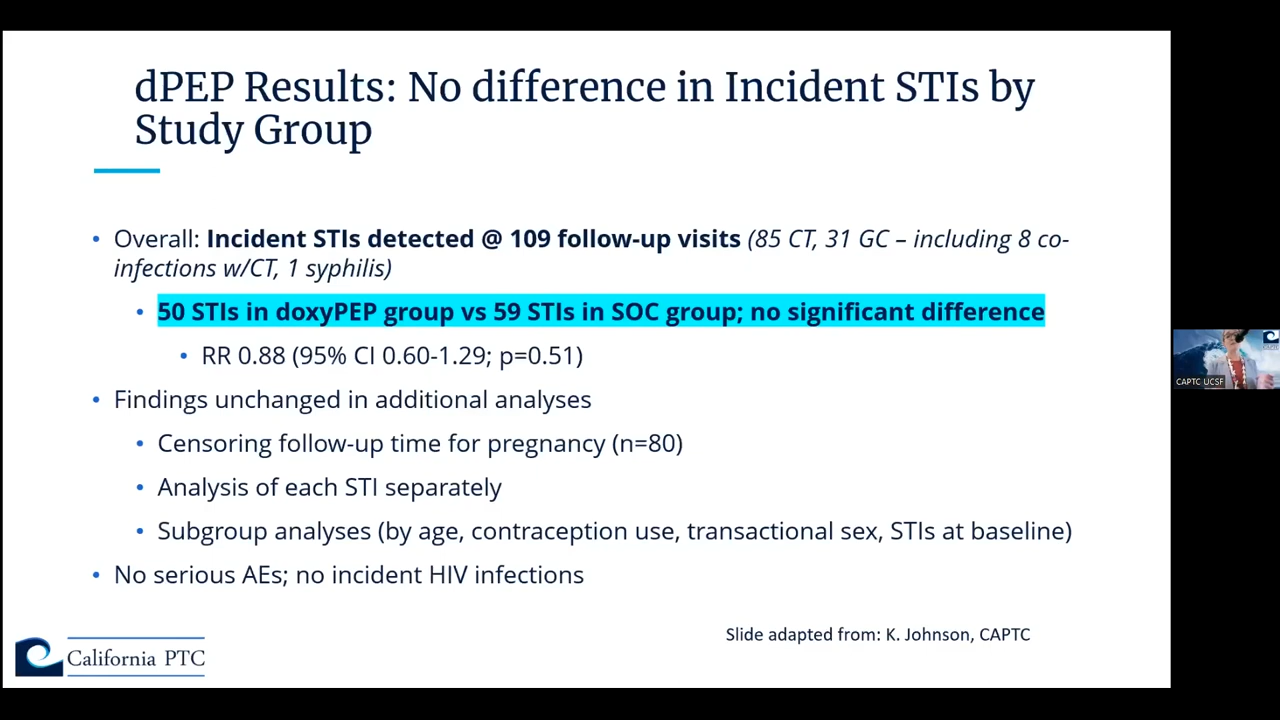 dPEP Results: No difference in Incident STIs by
Study Group
• Overall: Incident STIs detected @ 109 follow-up visits (85 CT, 31 GC – including 8 co-
infections w/CT, 1 syphilis)
• 50 STIs in doxyPEP group vs 59 STIs in SOC group; no significant difference
• RR 0.88 (95% CI 0.60-1.29; p=0.51)
• Findings unchanged in additional analyses
• Censoring follow-up time for pregnancy (n=80)
• Analysis of each STI separately
• Subgroup analyses (by age, contraception use, transactional sex, STIs at baseline)
• No serious AEs; no incident HIV infections
Slide adapted from: K. Johnson, CAPTC
California PTC
CAPTC UCSF